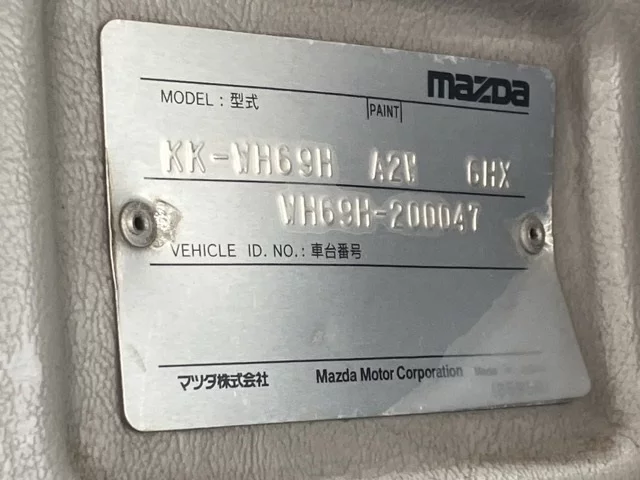 mazda
MODEL : 型式 PAINT
KK-WH69H A2W 6HX
WH69H-200047
VEHICLE ID. NO. : 車台番号
マツダ株式会社 Mazda Motor Corporation